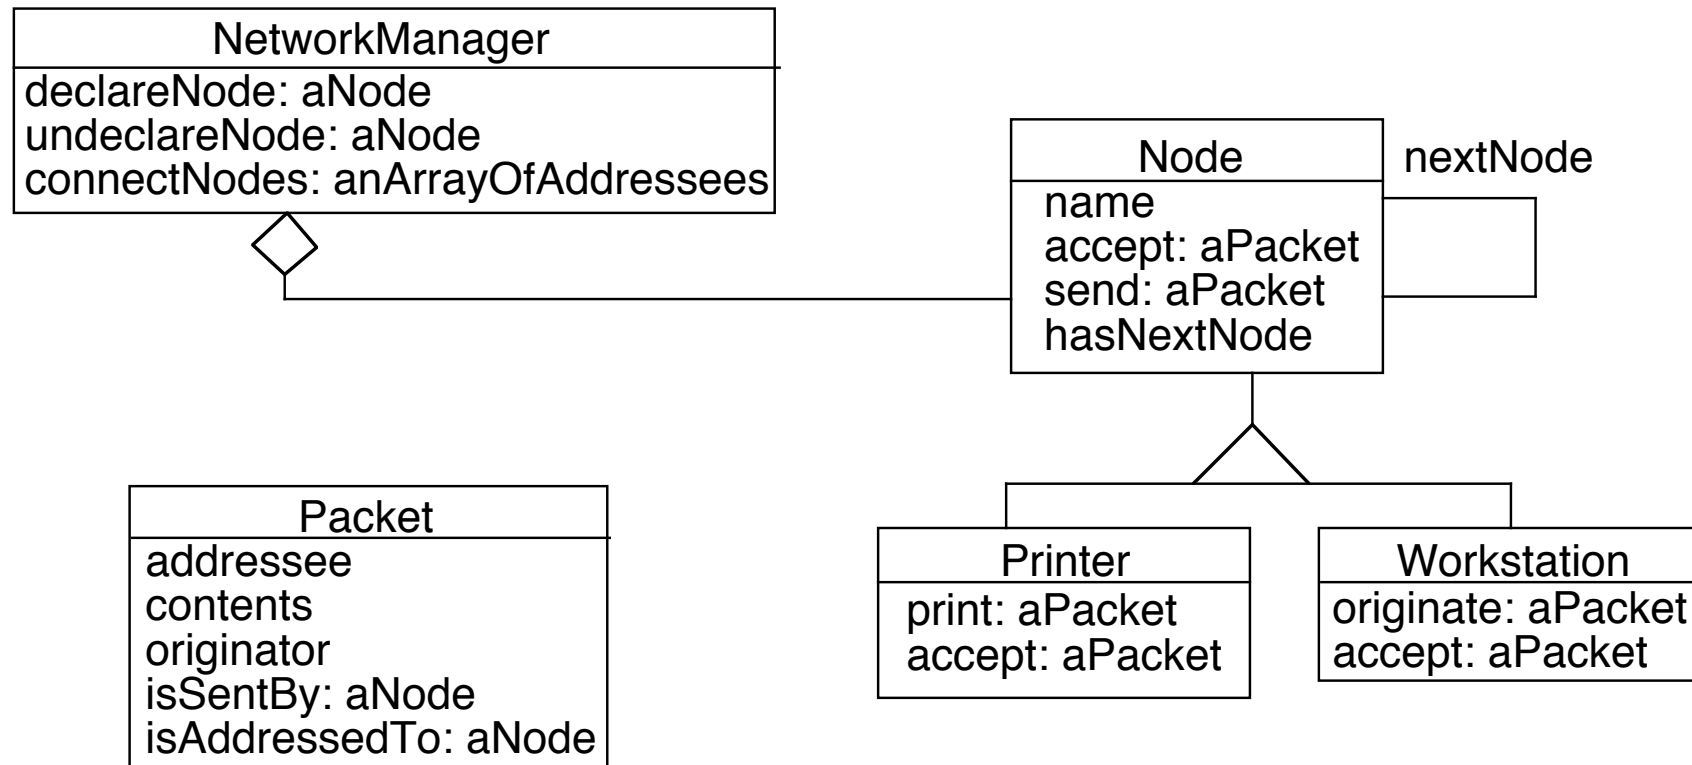 NetworkManager
declareNode: aNode
undeclareNode: aNode
connectNodes: anArrayOfAddressees
Node
nextNode
name
accept: aPacket
send: aPacket
hasNextNode
Packet
addressee
contents
originator
isSentBy: aNode
isAddressedTo: aNode
Printer
print: aPacket
accept: aPacket
Workstation
originate: aPacket
accept: aPacket